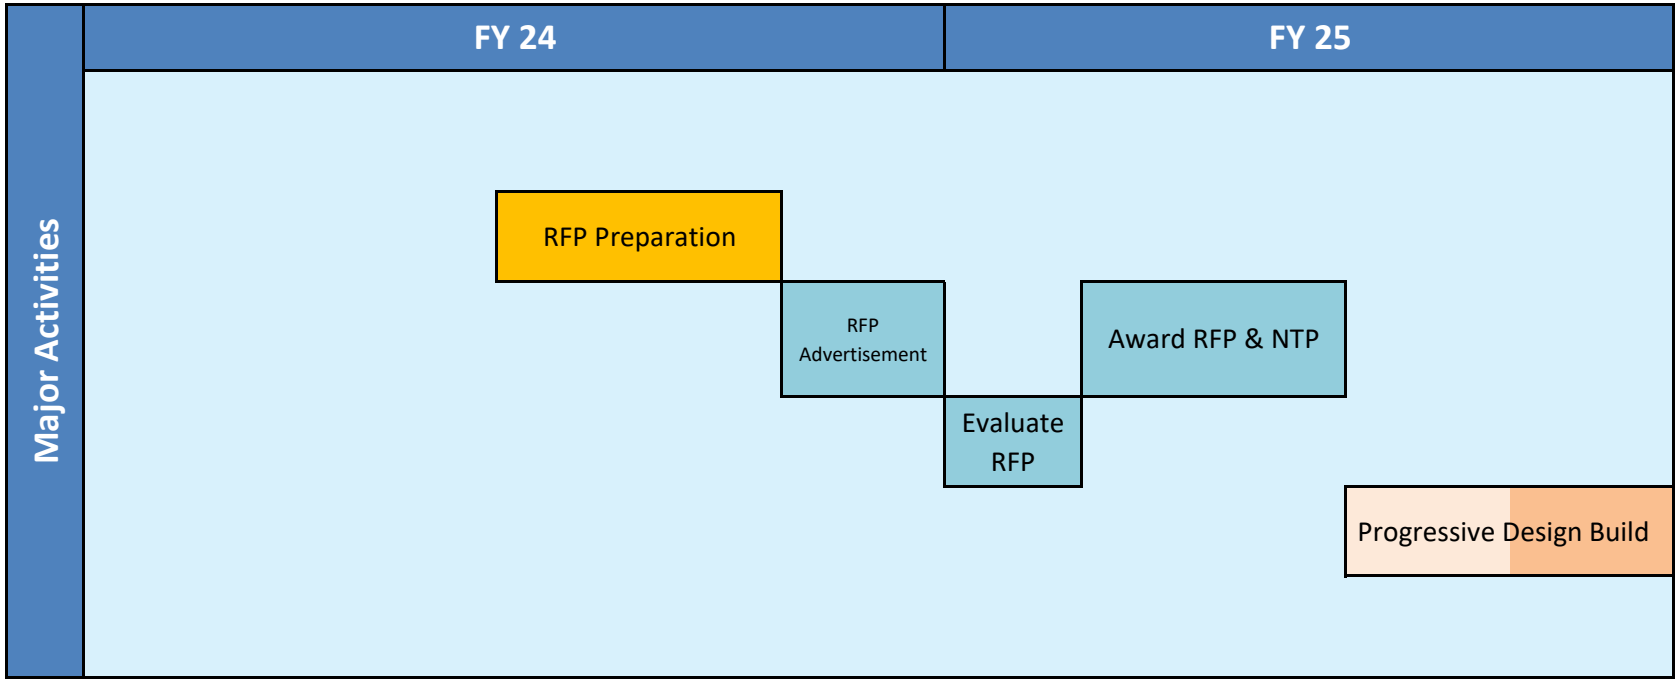 FY 24
FY 25
Major Activities
RFP Preparation
RFP
Advertisement
Award RFP & NTP
Evaluate
RFP
Progressive Design Build